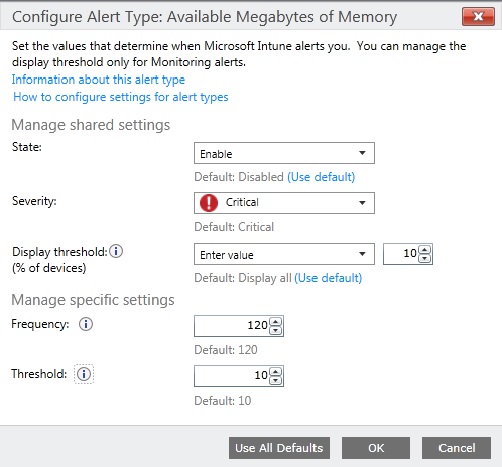 Configure Alert Type: Available Megabytes of Memory
Set the values that determine when Microsoft Intune alerts you. You can manage the
display threshold only for Monitoring alerts.
Information about this alert type
How to configure settings for alert types
Manage shared settings
State:
Enable
Default: Disabled (Use default)
Severity:
Critical
Default: Critical
Display threshold:
(% of devices)
Enter value
10
Default: Display all (Use default)
Manage specific settings
Frequency:
120
Default: 120
Threshold:
10
Default: 10
Use All Defaults
OK
Cancel